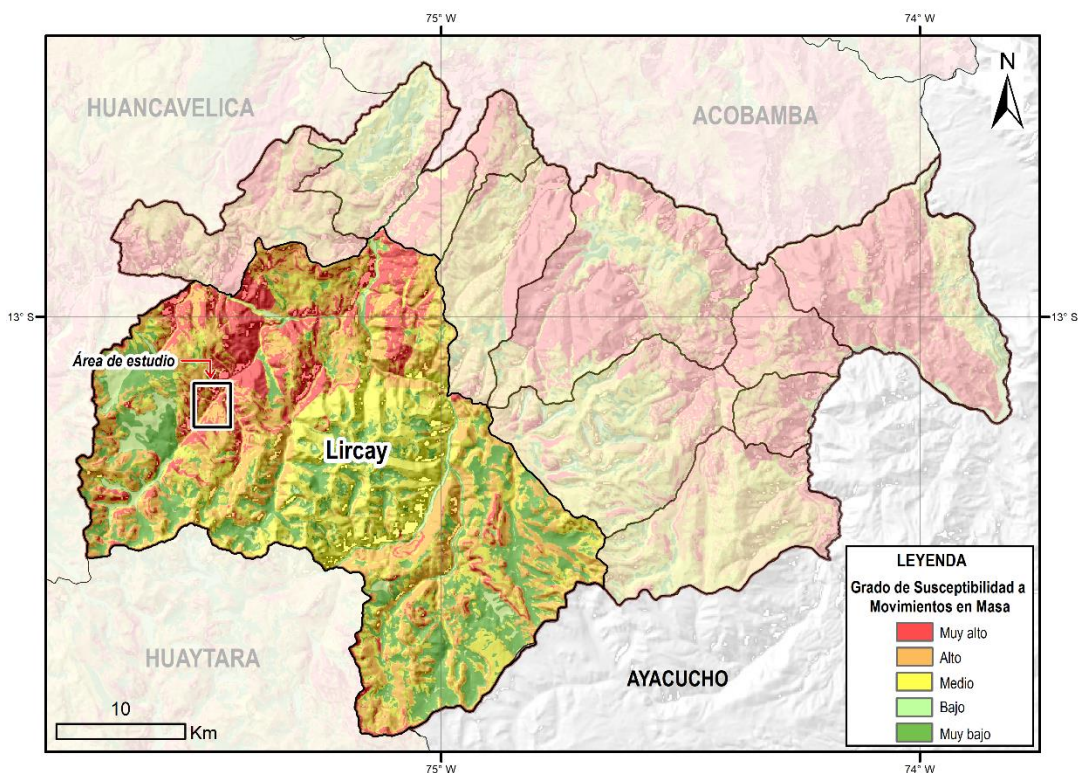 75° W
74° W
HUANCAVELICA
ACOBAMBA
N
13° S
13° S
Área de estudio
Lircay
HUAYTARA
AYACUCHO
LEYENDA
Grado de Susceptibilidad a
Movimientos en Masa
Muy alto
Alto
Medio
Bajo
Muy bajo
10
Km
75° W
74° W